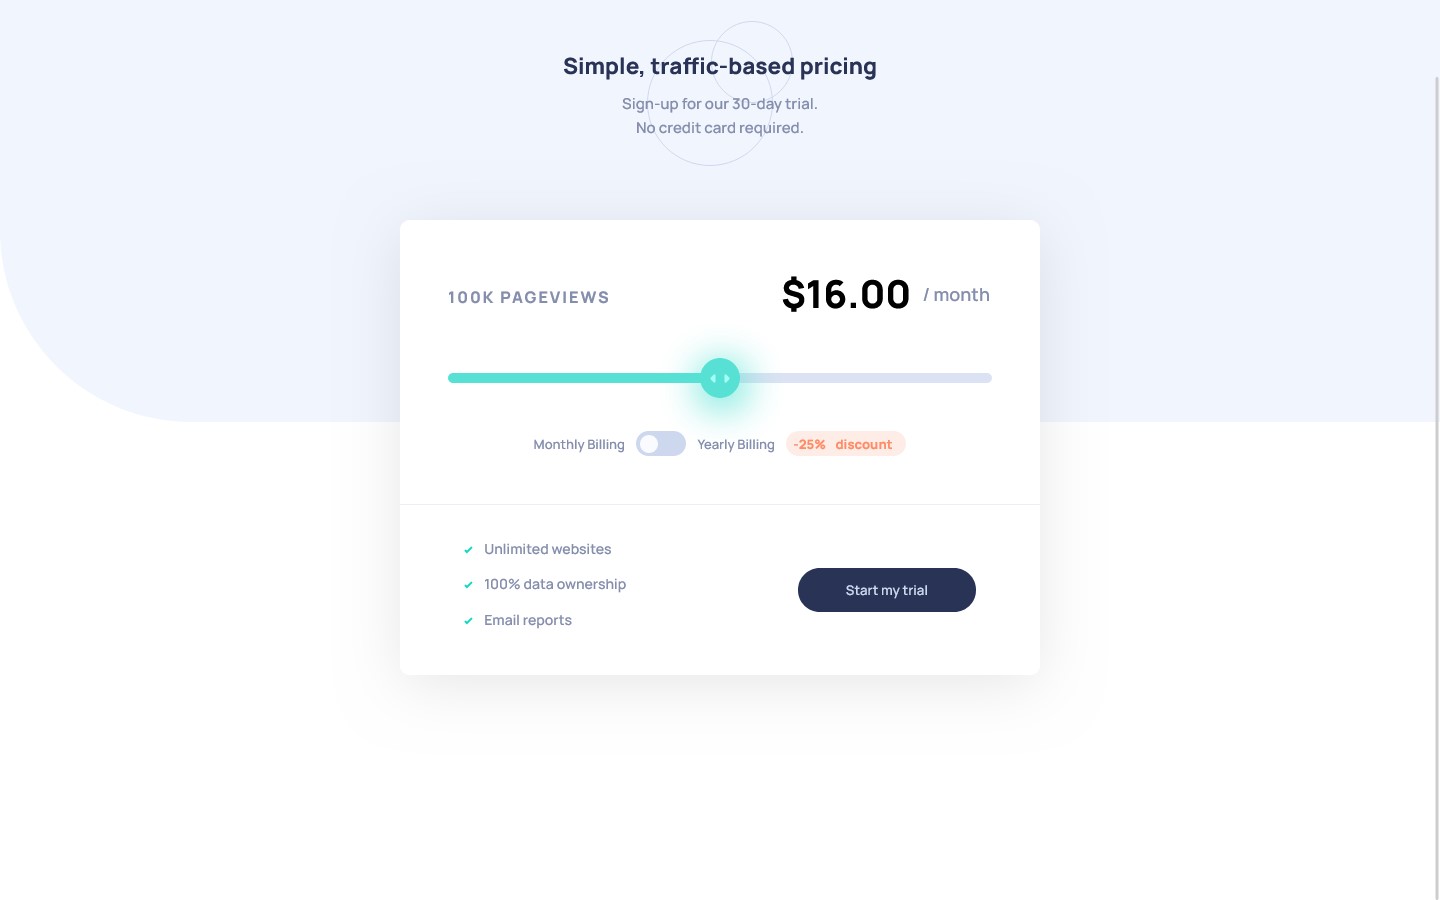 Simple, traffic-based pricing
Sign-up for our 30-day trial.
No credit card required.
100K PAGEVIEWS
$16.00 / month
Monthly Billing Yearly Billing -25% discount
Unlimited websites
100% data ownership
Email reports
Start my trial